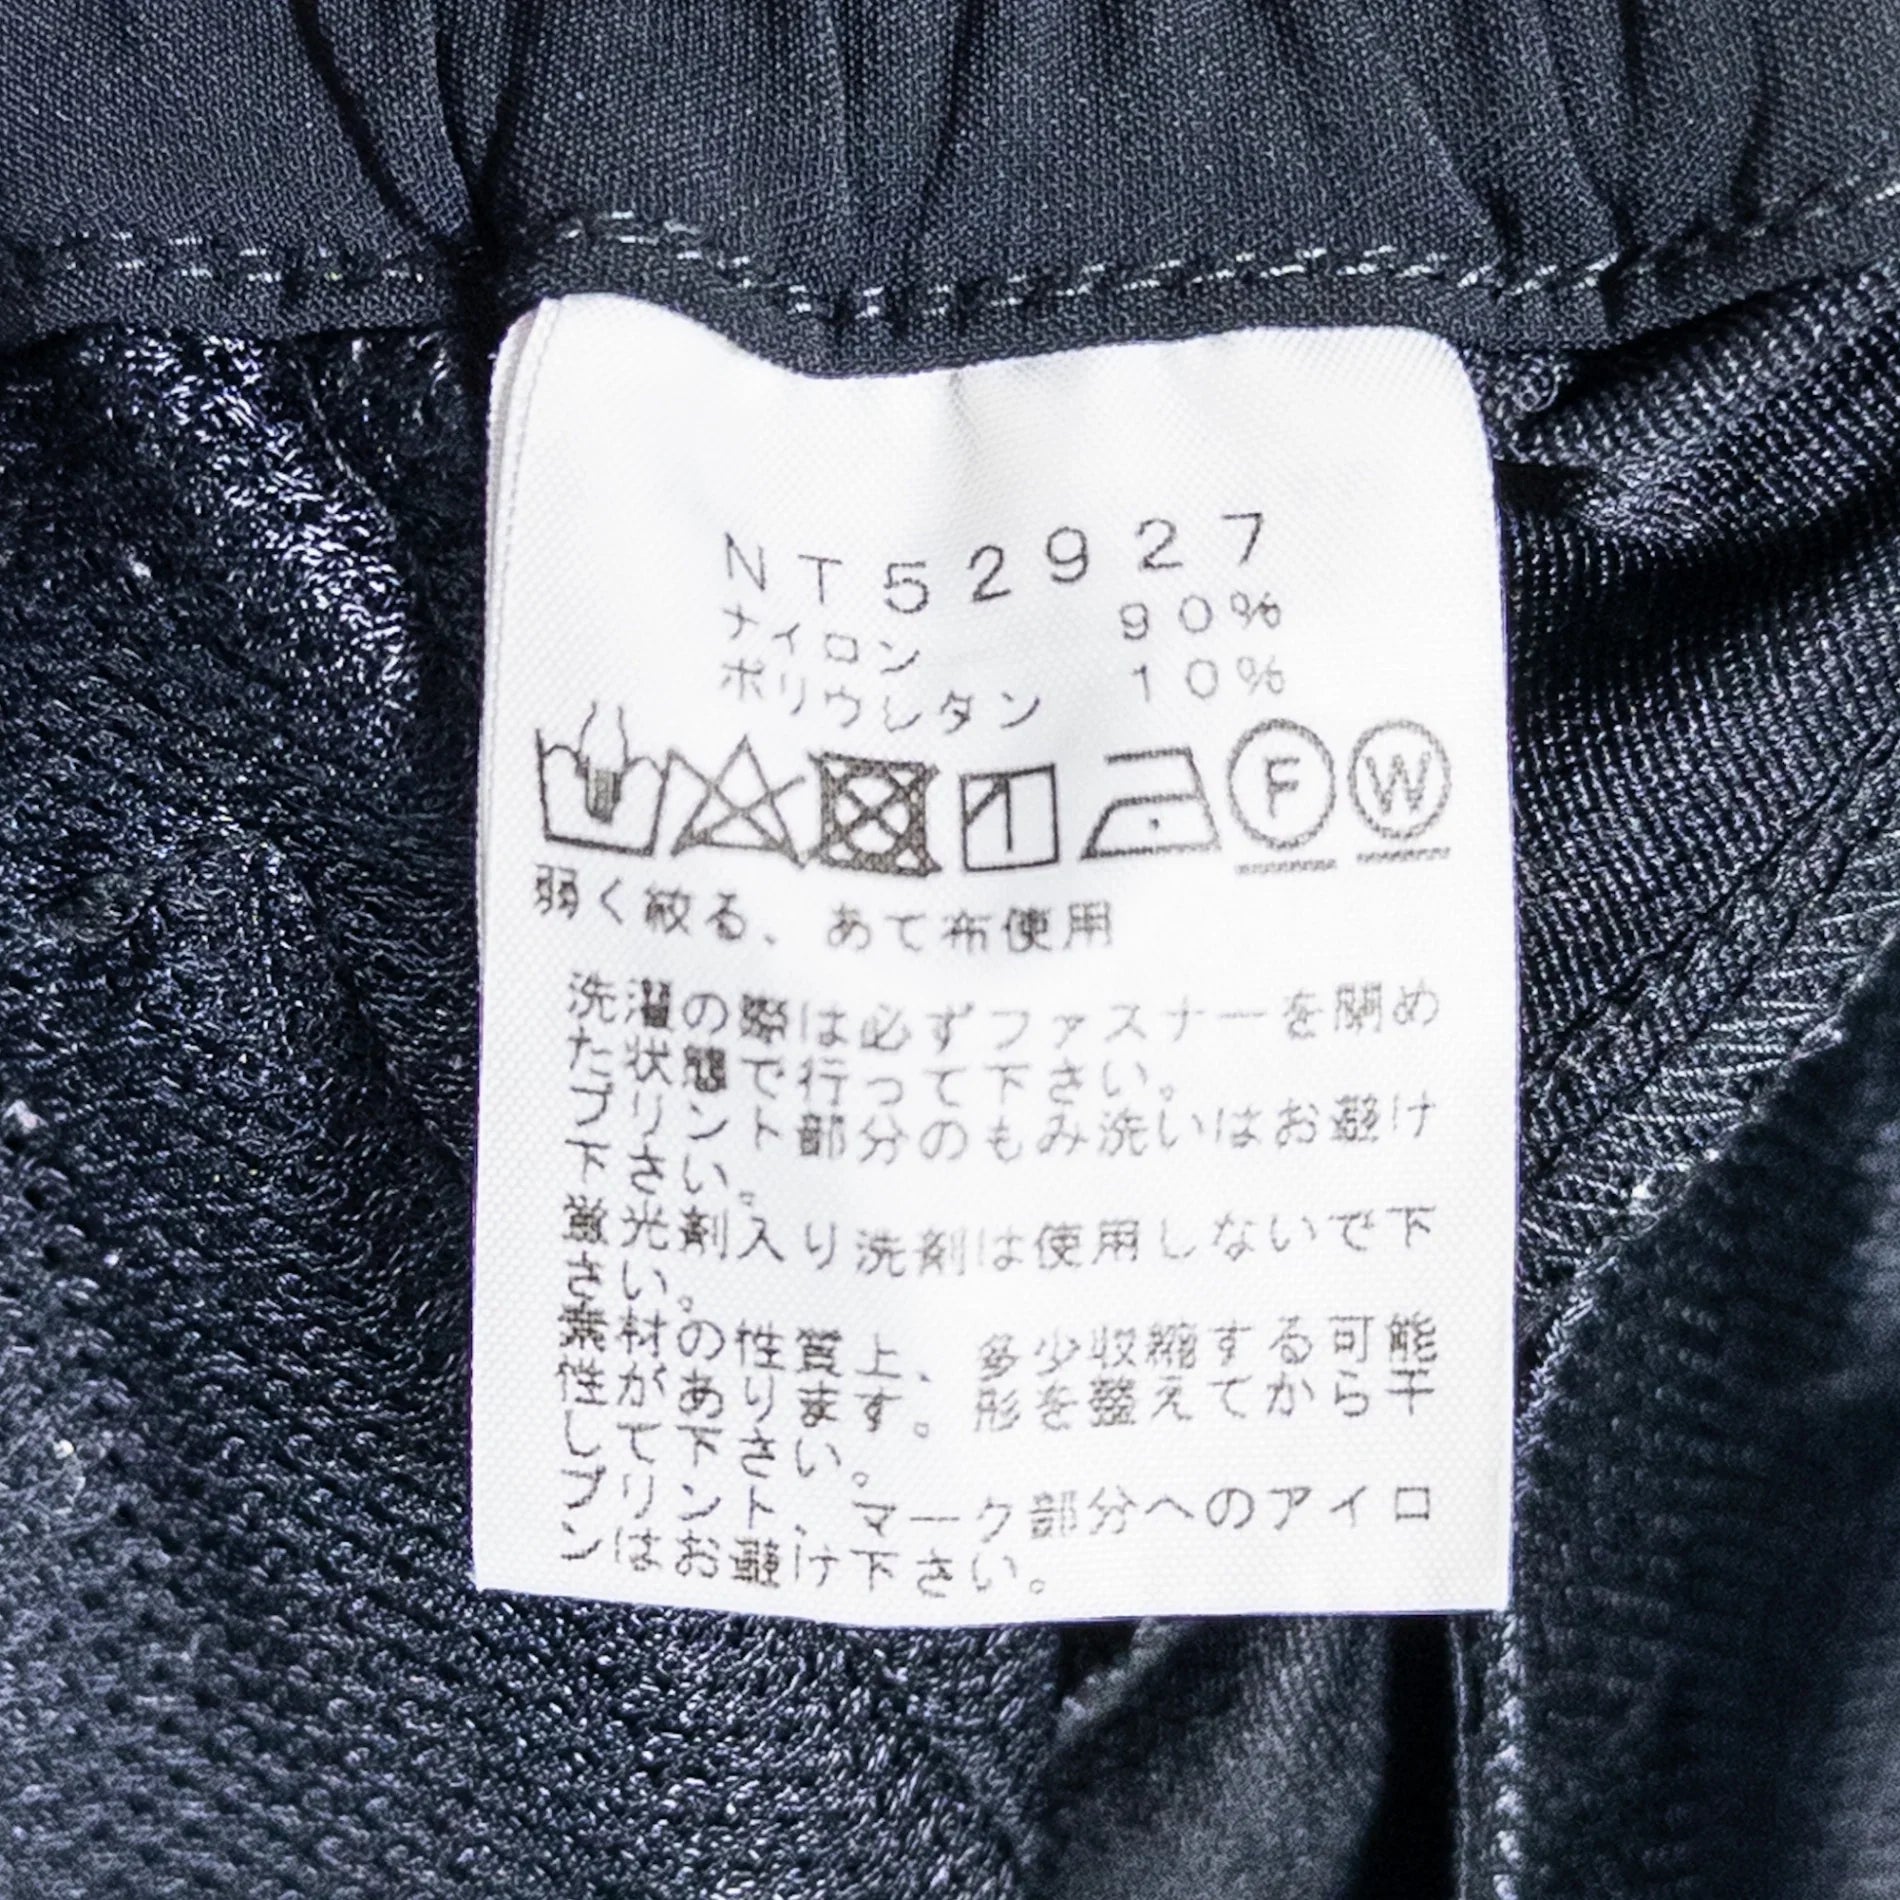 NT52927
ナイロン 90%
ポリウレタン 10%
F W
弱く絞る、あて布使用
洗濯の際は必ずファスナーを閉め
た状態で行って下さい。
プリント部分のもみ洗いはお避け
下さい。
蛍光剤入り洗剤は使用しないで下
さい。
素材の性質上、多少収縮する可能
性があります。形を整えてから干
して下さい。
プリント、マーク部分へのアイロ
ンはお避け下さい。